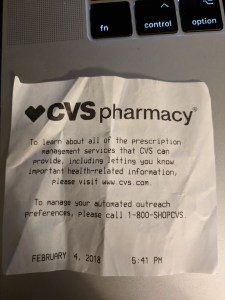 fn
control
option
CVS pharmacy®
To learn about all of the prescription
management services that CVS can
provide, including letting you know
important health-related information,
please visit www.cvs.com.
To manage your automated outreach
preferences, please call 1-800-SHOPCVS
FEBRUARY 4, 2018 5:41 PM